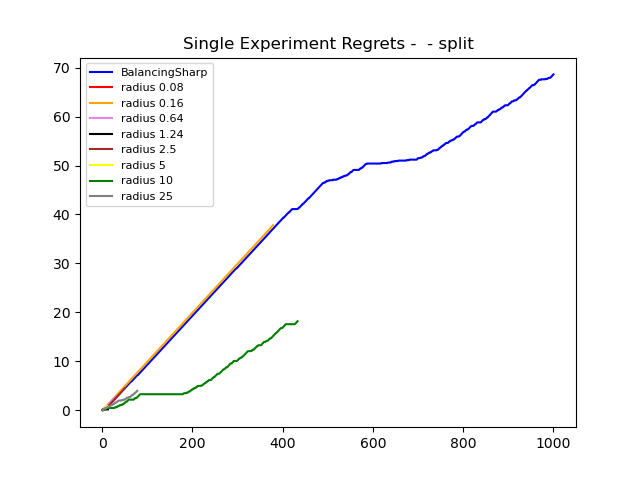 Single Experiment Regrets -  - split
BalancingSharp
radius 0.08
radius 0.16
radius 0.64
radius 1.24
radius 2.5
radius 5
radius 10
radius 25
70
60
50
40
30
20
10
0
0 200 400 600 800 1000